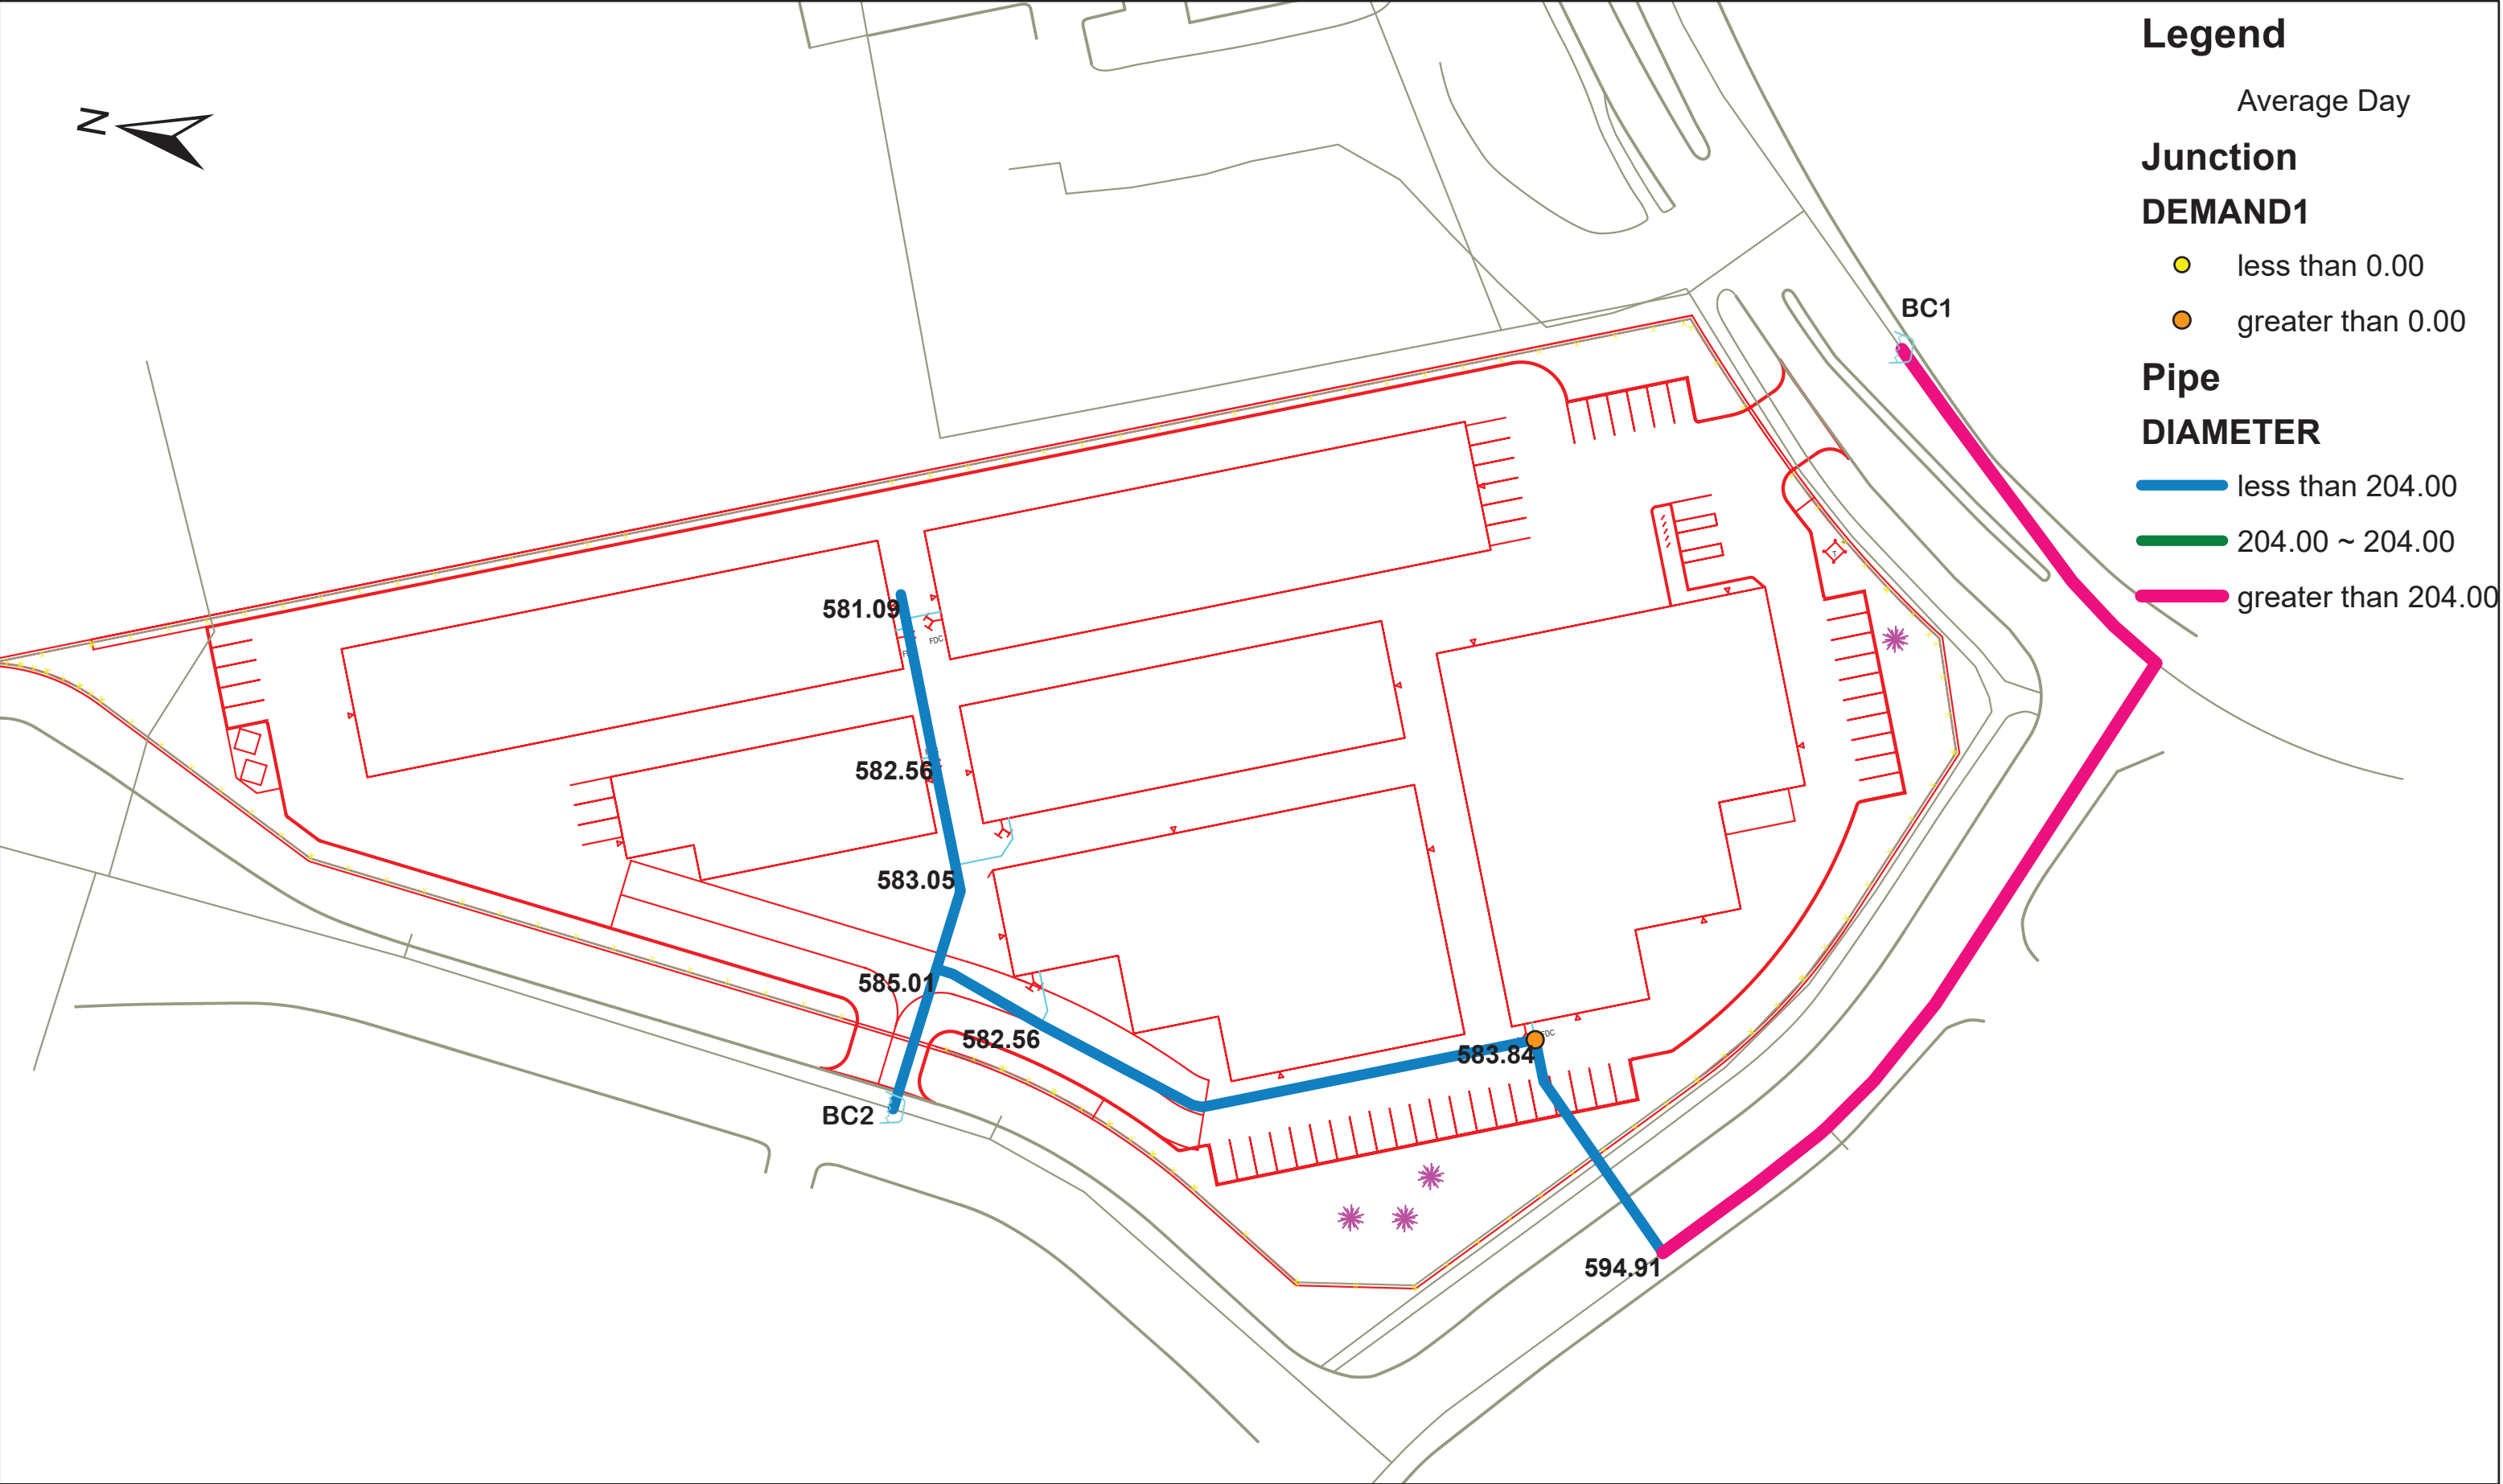 Legend
Average Day
Junction
DEMAND1
less than 0.00
greater than 0.00
Pipe
DIAMETER
less than 204.00
204.00 ~ 204.00
greater than 204.00
N
BC1
581.09
FDC
582.56
583.05
585.01
582.56
583.84
FDC
BC2
594.91
T